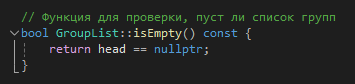 // Функция для проверки, пуст ли список групп
bool GroupList::isEmpty() const {
    return head == nullptr;
}